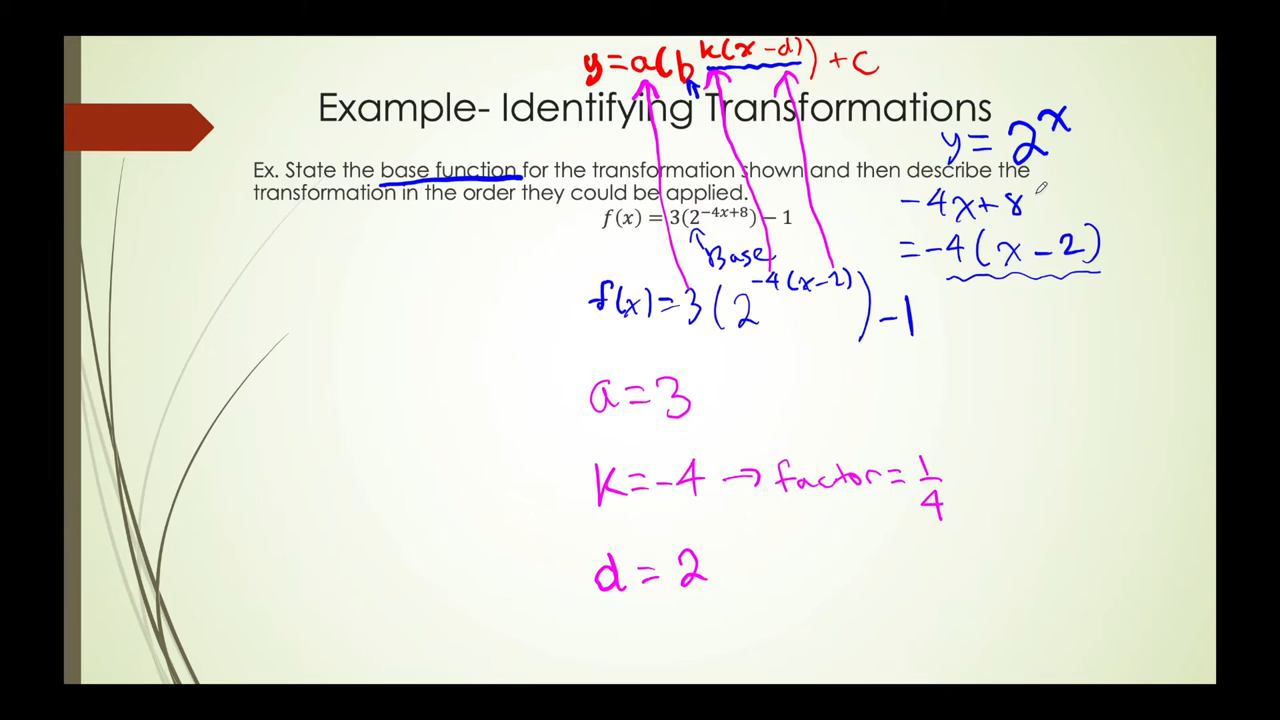 y=a(b^{k(x-d)})+c
Example- Identifying Transformations
y=2^x
Ex. State the base function for the transformation shown and then describe the
transformation in the order they could be applied.
-4x+8
f(x) = 3(2^{-4x+8}) - 1
=-4(x-2)
Base
f(x)=3(2^{-4(x-2)})-1
a=3
k=-4→factor=1/4
d=2